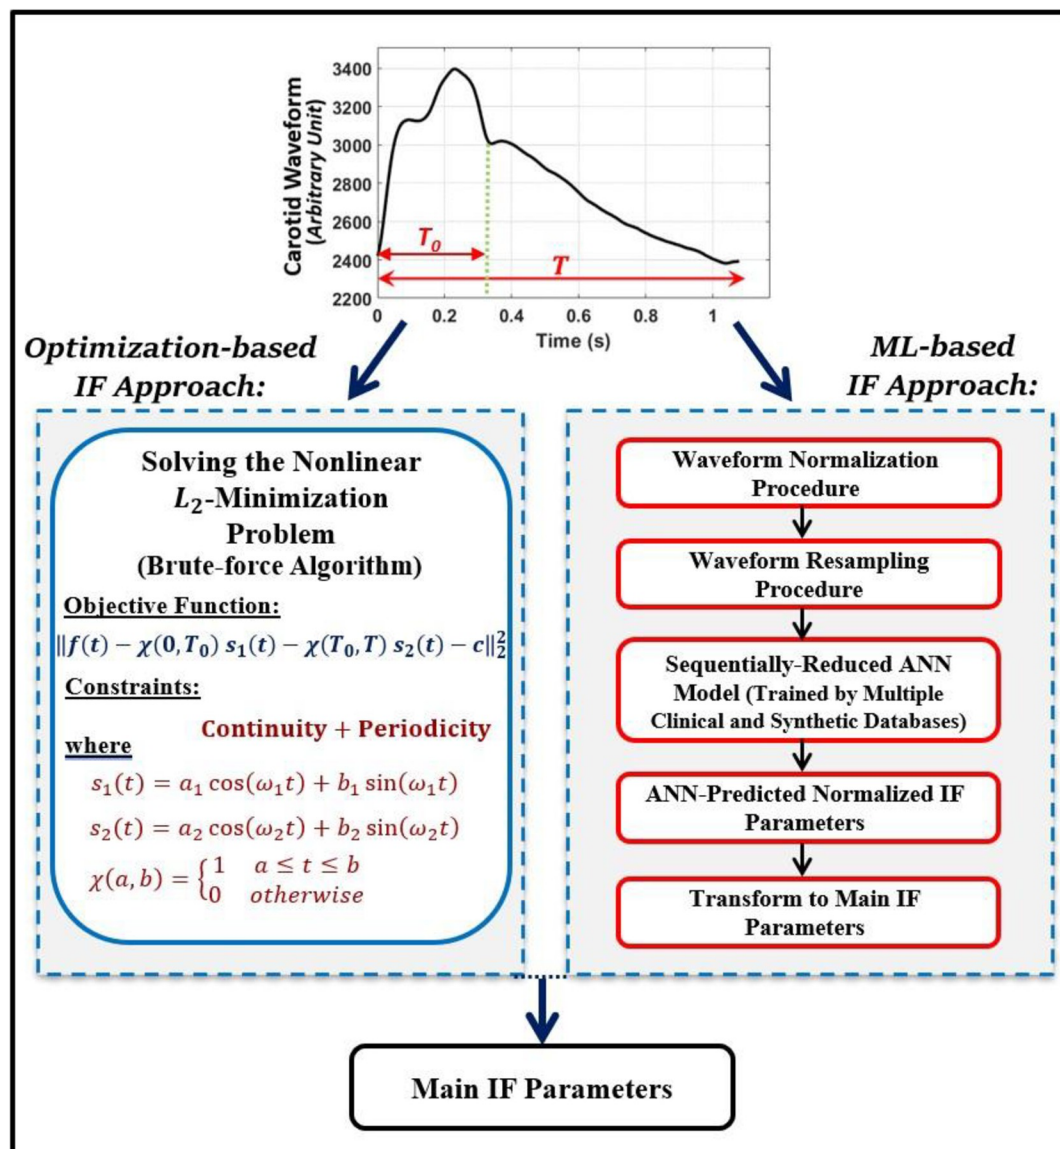 3400
3200
3000
2800
2600
2400
2200
Carotid Waveform
(Arbitrary Unit)
T₀
T
0 0.2 0.4 0.6 0.8 1
Time (s)
Optimization-based
IF Approach:
ML-based
IF Approach:
Solving the Nonlinear
L₂-Minimization
Problem
(Brute-force Algorithm)
Objective Function:
‖f(t) − χ(0, T₀) s₁(t) − χ(T₀, T) s₂(t) − c‖₂²
Constraints:
Continuity + Periodicity
where
s₁(t) = a₁ cos(ω₁t) + b₁ sin(ω₁t)
s₂(t) = a₂ cos(ω₂t) + b₂ sin(ω₂t)
χ(a, b) = {1 a ≤ t ≤ b
0 otherwise
Waveform Normalization
Procedure
Waveform Resampling
Procedure
Sequentially-Reduced ANN
Model (Trained by Multiple
Clinical and Synthetic Databases)
ANN-Predicted Normalized IF
Parameters
Transform to Main IF
Parameters
Main IF Parameters